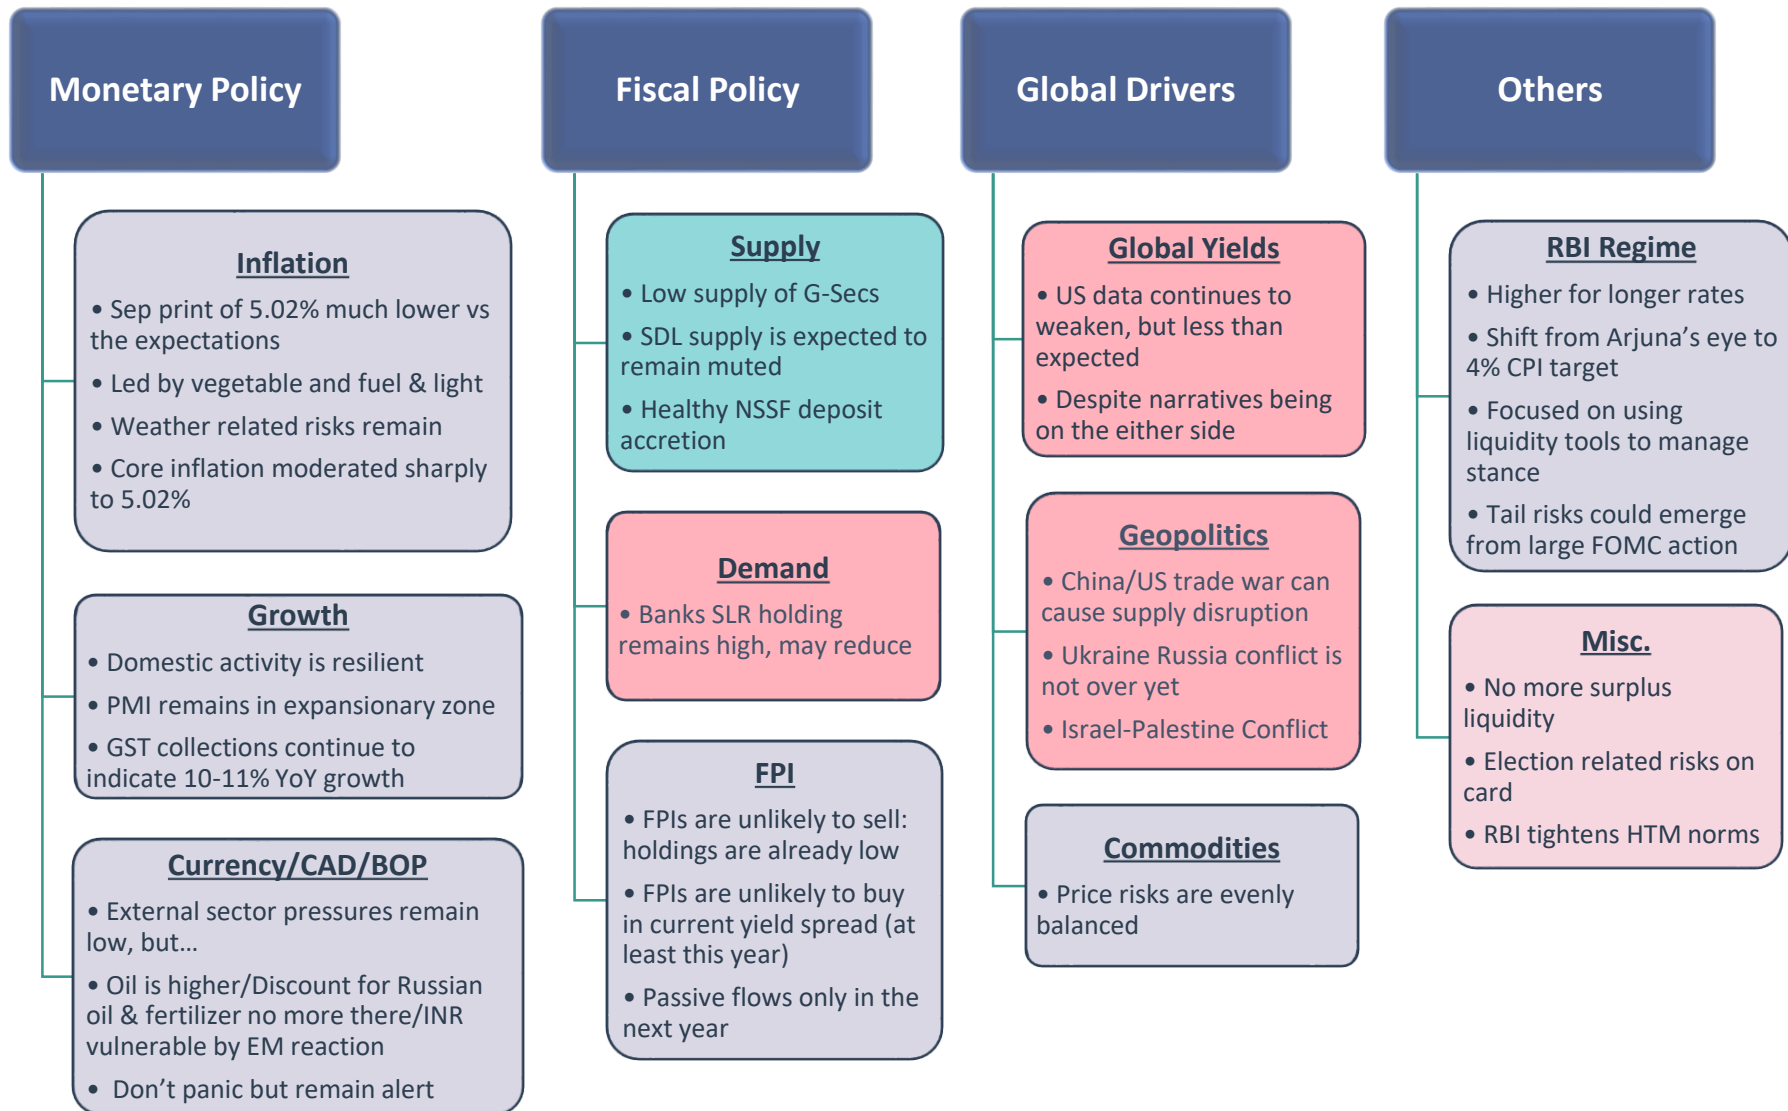 Monetary Policy
Inflation
• Sep print of 5.02% much lower vs
the expectations
• Led by vegetable and fuel & light
• Weather related risks remain
• Core inflation moderated sharply
to 5.02%
Growth
• Domestic activity is resilient
• PMI remains in expansionary zone
• GST collections continue to
indicate 10-11% YoY growth
Currency/CAD/BOP
• External sector pressures remain
low, but…
• Oil is higher/Discount for Russian
oil & fertilizer no more there/INR
vulnerable by EM reaction
• Don't panic but remain alert
Fiscal Policy
Supply
• Low supply of G-Secs
• SDL supply is expected to
remain muted
• Healthy NSSF deposit
accretion
Demand
• Banks SLR holding
remains high, may reduce
FPI
• FPIs are unlikely to sell:
holdings are already low
• FPIs are unlikely to buy
in current yield spread (at
least this year)
• Passive flows only in the
next year
Global Drivers
Global Yields
• US data continues to
weaken, but less than
expected
• Despite narratives being
on the either side
Geopolitics
• China/US trade war can
cause supply disruption
• Ukraine Russia conflict is
not over yet
• Israel-Palestine Conflict
Commodities
• Price risks are evenly
balanced
Others
RBI Regime
• Higher for longer rates
• Shift from Arjuna's eye to
4% CPI target
• Focused on using
liquidity tools to manage
stance
• Tail risks could emerge
from large FOMC action
Misc.
• No more surplus
liquidity
• Election related risks on
card
• RBI tightens HTM norms